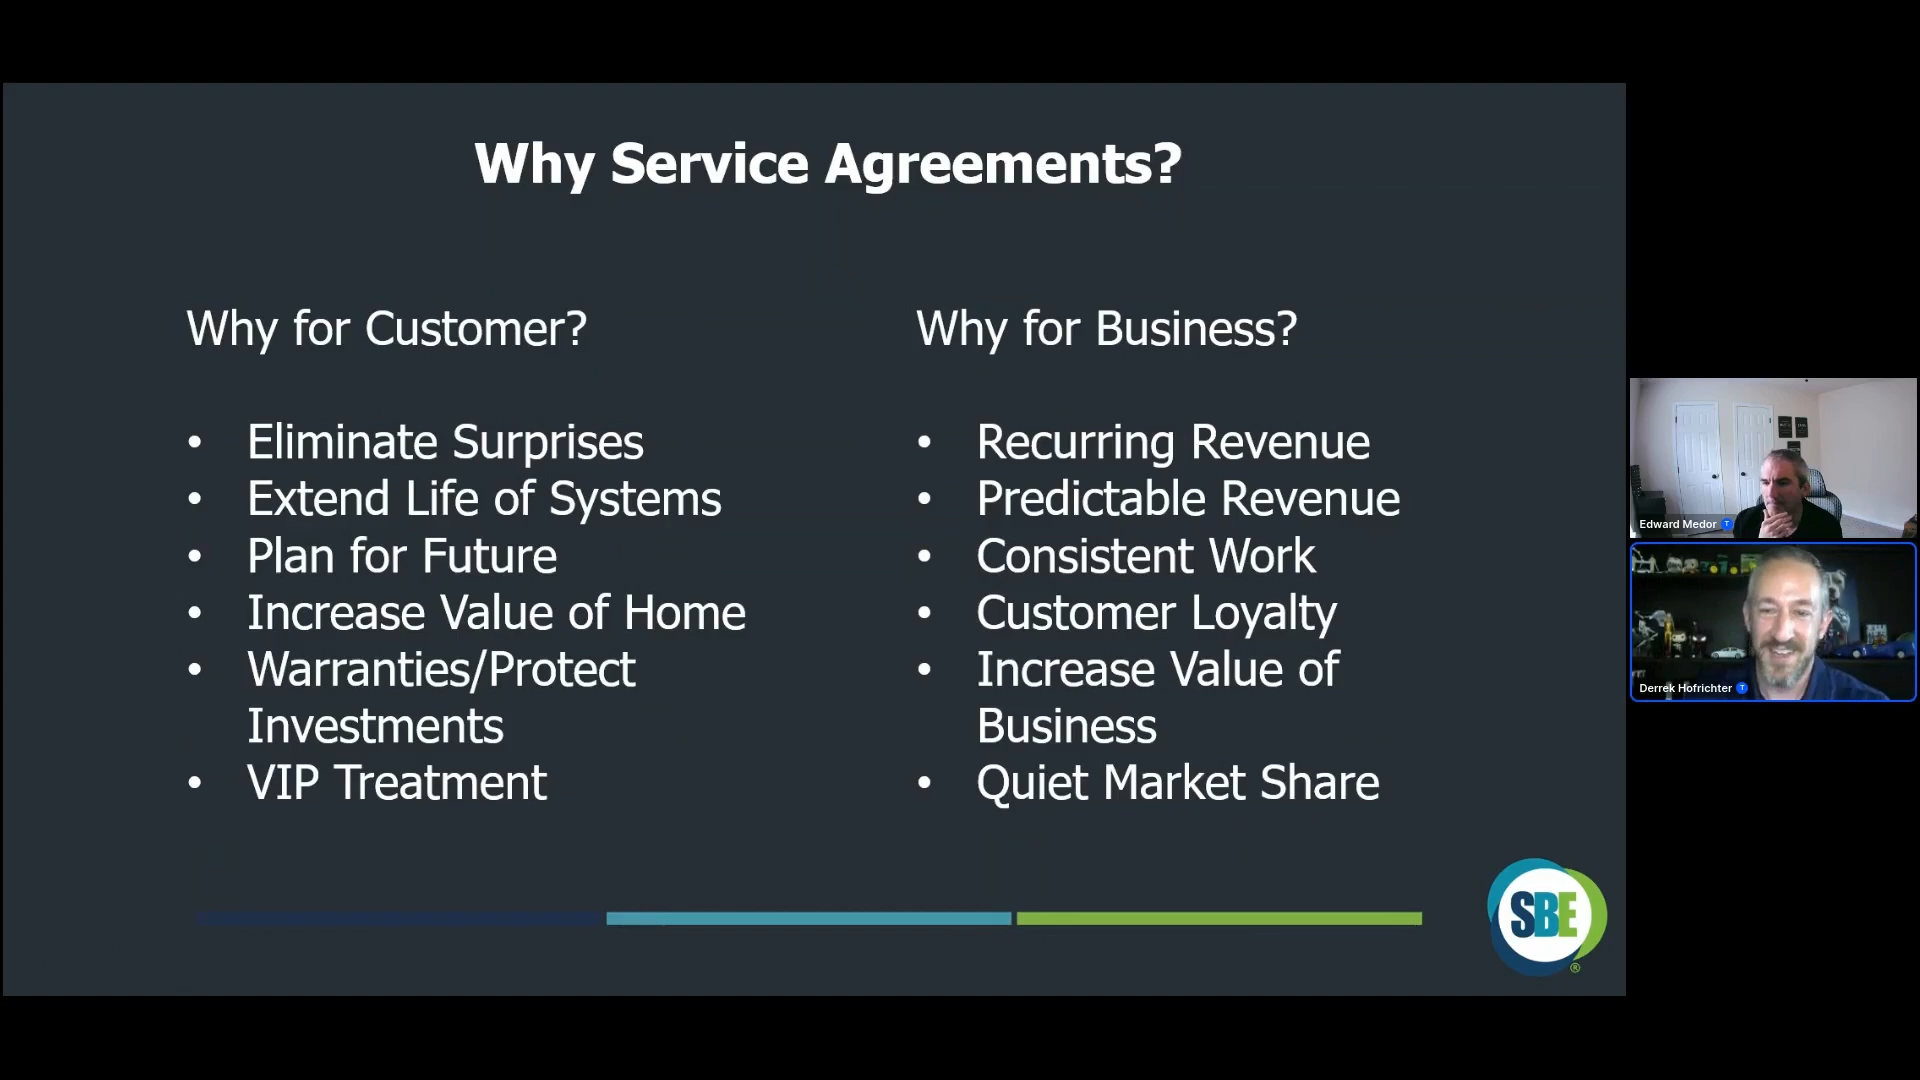 Why Service Agreements?
Why for Customer?
• Eliminate Surprises
• Extend Life of Systems
• Plan for Future
• Increase Value of Home
• Warranties/Protect
Investments
• VIP Treatment
Why for Business?
• Recurring Revenue
• Predictable Revenue
• Consistent Work
• Customer Loyalty
• Increase Value of
Business
• Quiet Market Share
SBE
®
Edward Medor T
Derrek Hofrichter T